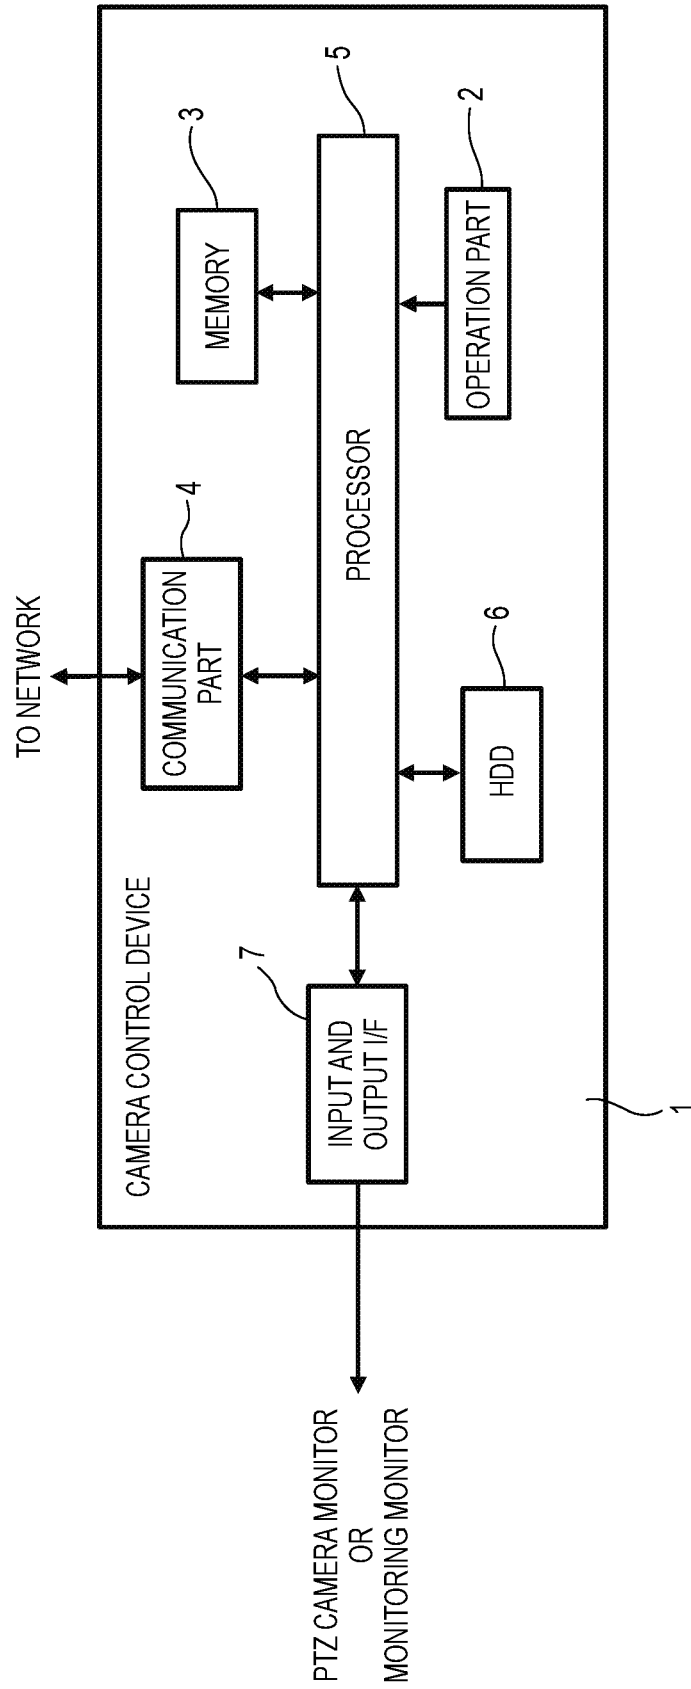 TO NETWORK
CAMERA CONTROL DEVICE
4
COMMUNICATION
PART
3
MEMORY
7
INPUT AND
OUTPUT I/F
PROCESSOR
5
PTZ CAMERA MONITOR
OR
MONITORING MONITOR
6
HDD
2
OPERATION PART
1